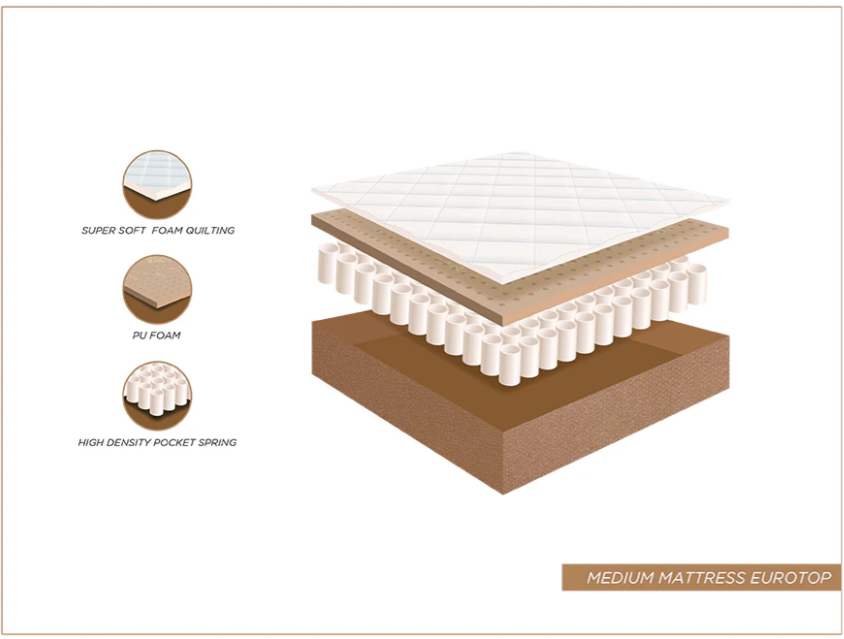 SUPER SOFT FOAM QUILTING
PU FOAM
HIGH DENSITY POCKET SPRING
MEDIUM MATTRESS EUROTOP